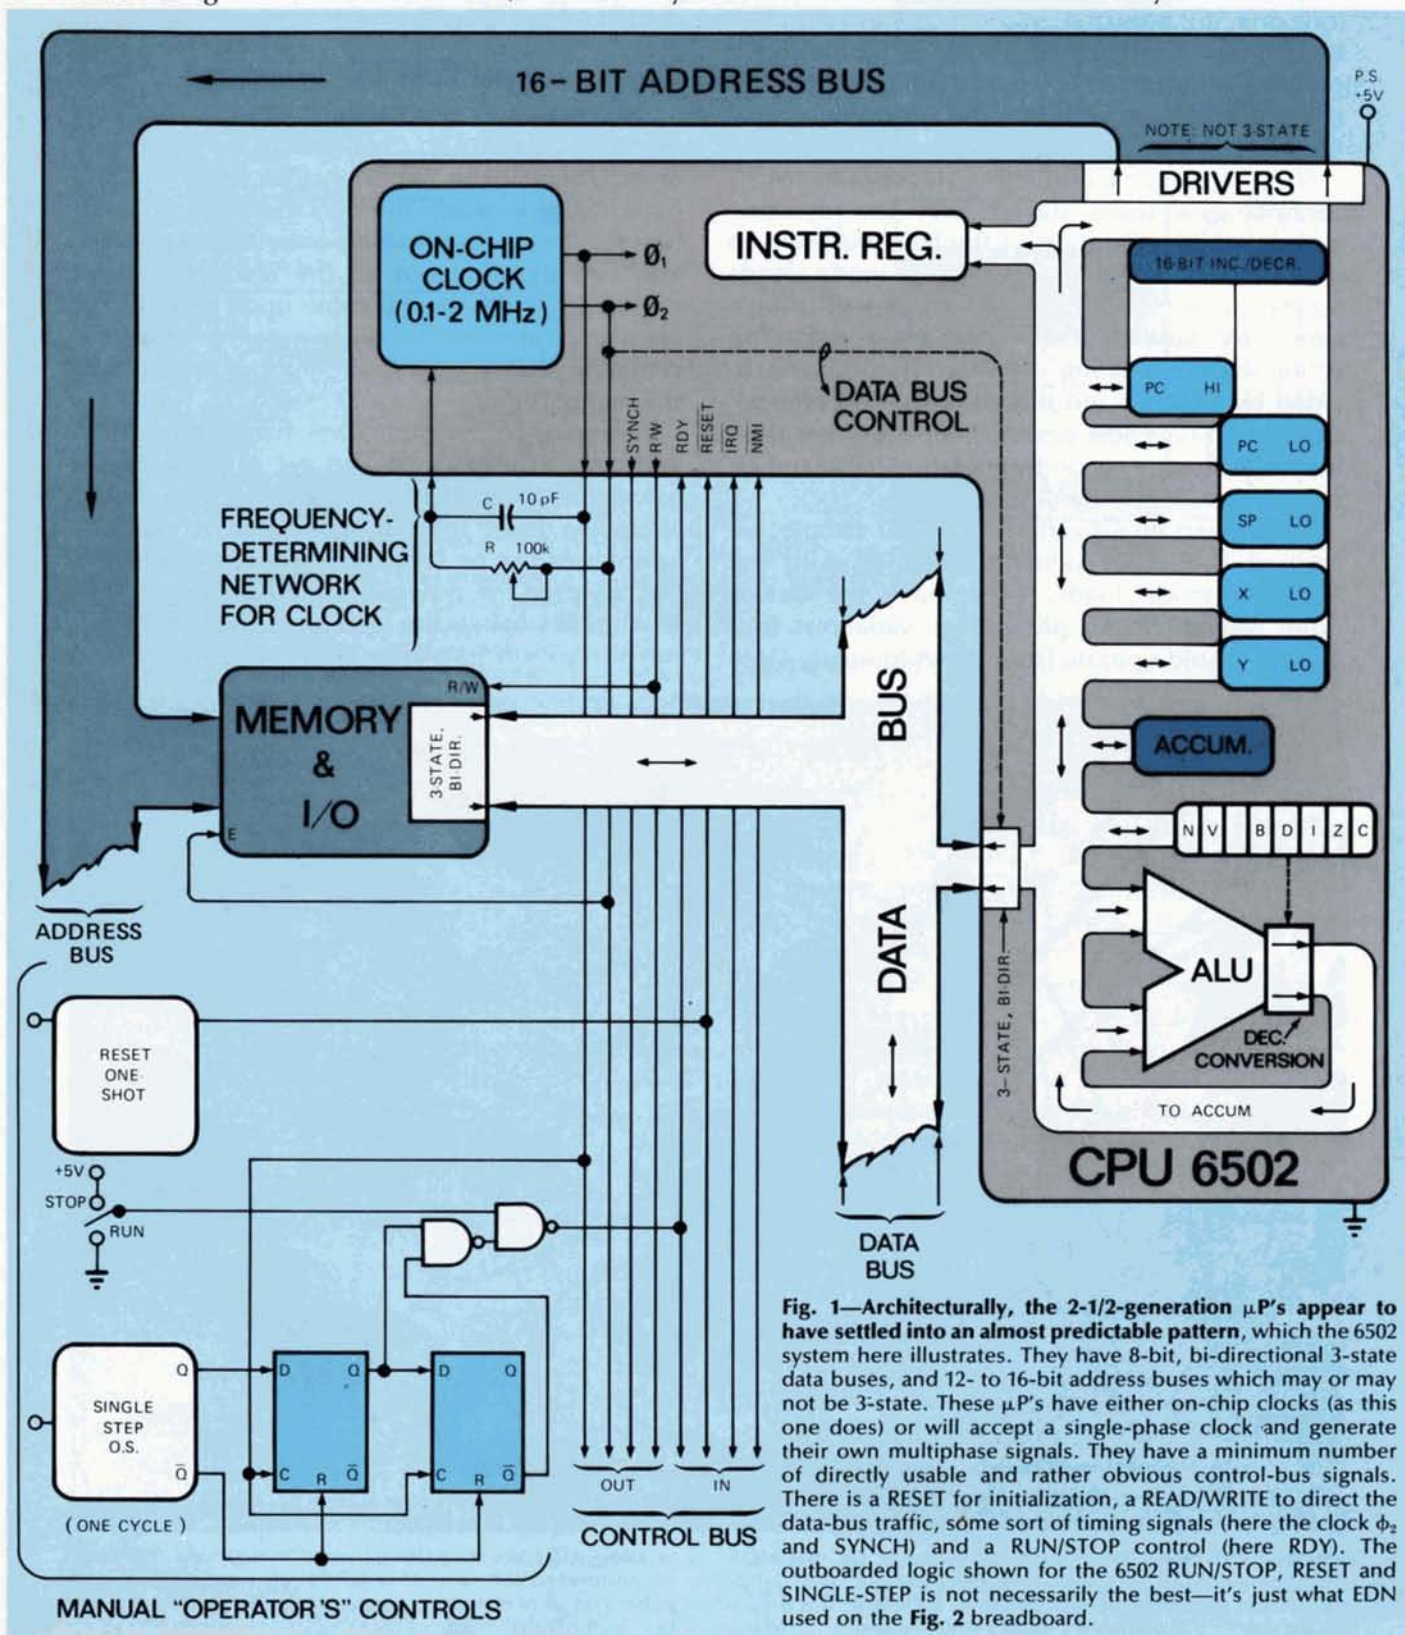 16-BIT ADDRESS BUS
P.S.
+5V
NOTE: NOT 3-STATE
DRIVERS
ON-CHIP
CLOCK
(0.1-2 MHz)
Ø₁
Ø₂
INSTR. REG.
16-BIT INC./DECR.
DATA BUS
CONTROL
PC HI
PC LO
SP LO
X LO
Y LO
SYNCH
R/W
RDY
R̅E̅S̅E̅T̅
I̅R̅Q̅
N̅M̅I̅
FREQUENCY-
DETERMINING
NETWORK
FOR CLOCK
C 10 pF
R 100k
MEMORY
&
I/O
R/W
3-STATE,
BI-DIR.
E
BUS
DATA
ACCUM.
N V B D I Z C
ALU
DEC.
CONVERSION
3-STATE, BI-DIR.
TO ACCUM
CPU 6502
ADDRESS
BUS
RESET
ONE
SHOT
+5V
STOP
RUN
DATA
BUS
SINGLE
STEP
O.S.
Q
Q̅
(ONE CYCLE)
D Q
C R Q̅
D Q
C R Q̅
OUT IN
CONTROL BUS
MANUAL "OPERATOR'S" CONTROLS
Fig. 1—Architecturally, the 2-1/2-generation μP's appear to
have settled into an almost predictable pattern, which the 6502
system here illustrates. They have 8-bit, bi-directional 3-state
data buses, and 12- to 16-bit address buses which may or may
not be 3-state. These μP's have either on-chip clocks (as this
one does) or will accept a single-phase clock and generate
their own multiphase signals. They have a minimum number
of directly usable and rather obvious control-bus signals.
There is a RESET for initialization, a READ/WRITE to direct the
data-bus traffic, some sort of timing signals (here the clock ϕ₂
and SYNCH) and a RUN/STOP control (here RDY). The
outboarded logic shown for the 6502 RUN/STOP, RESET and
SINGLE-STEP is not necessarily the best—it's just what EDN
used on the Fig. 2 breadboard.